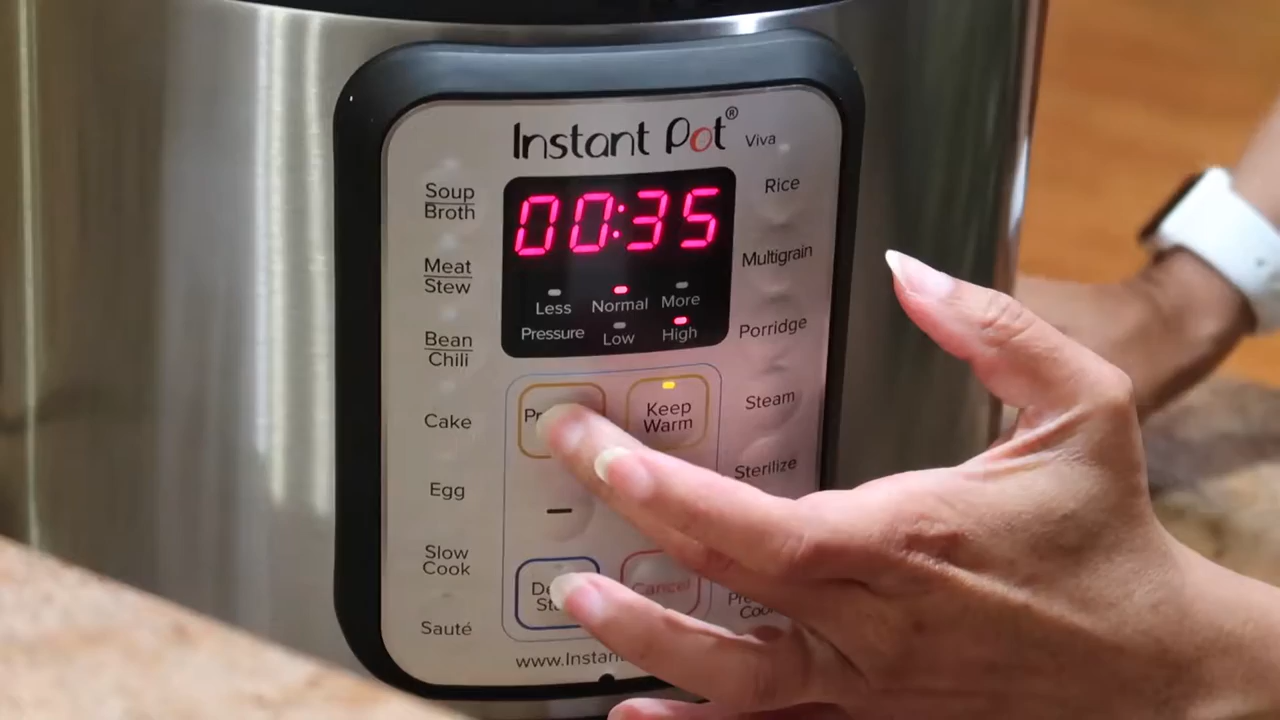 Instant Pot® Viva
00:35
Less Normal More
Pressure Low High
Soup
Broth
Meat
Stew
Bean
Chili
Cake
Egg
Slow
Cook
Sauté
Rice
Multigrain
Porridge
Steam
Sterilize
Keep
Warm
−
Cancel
www.Instant